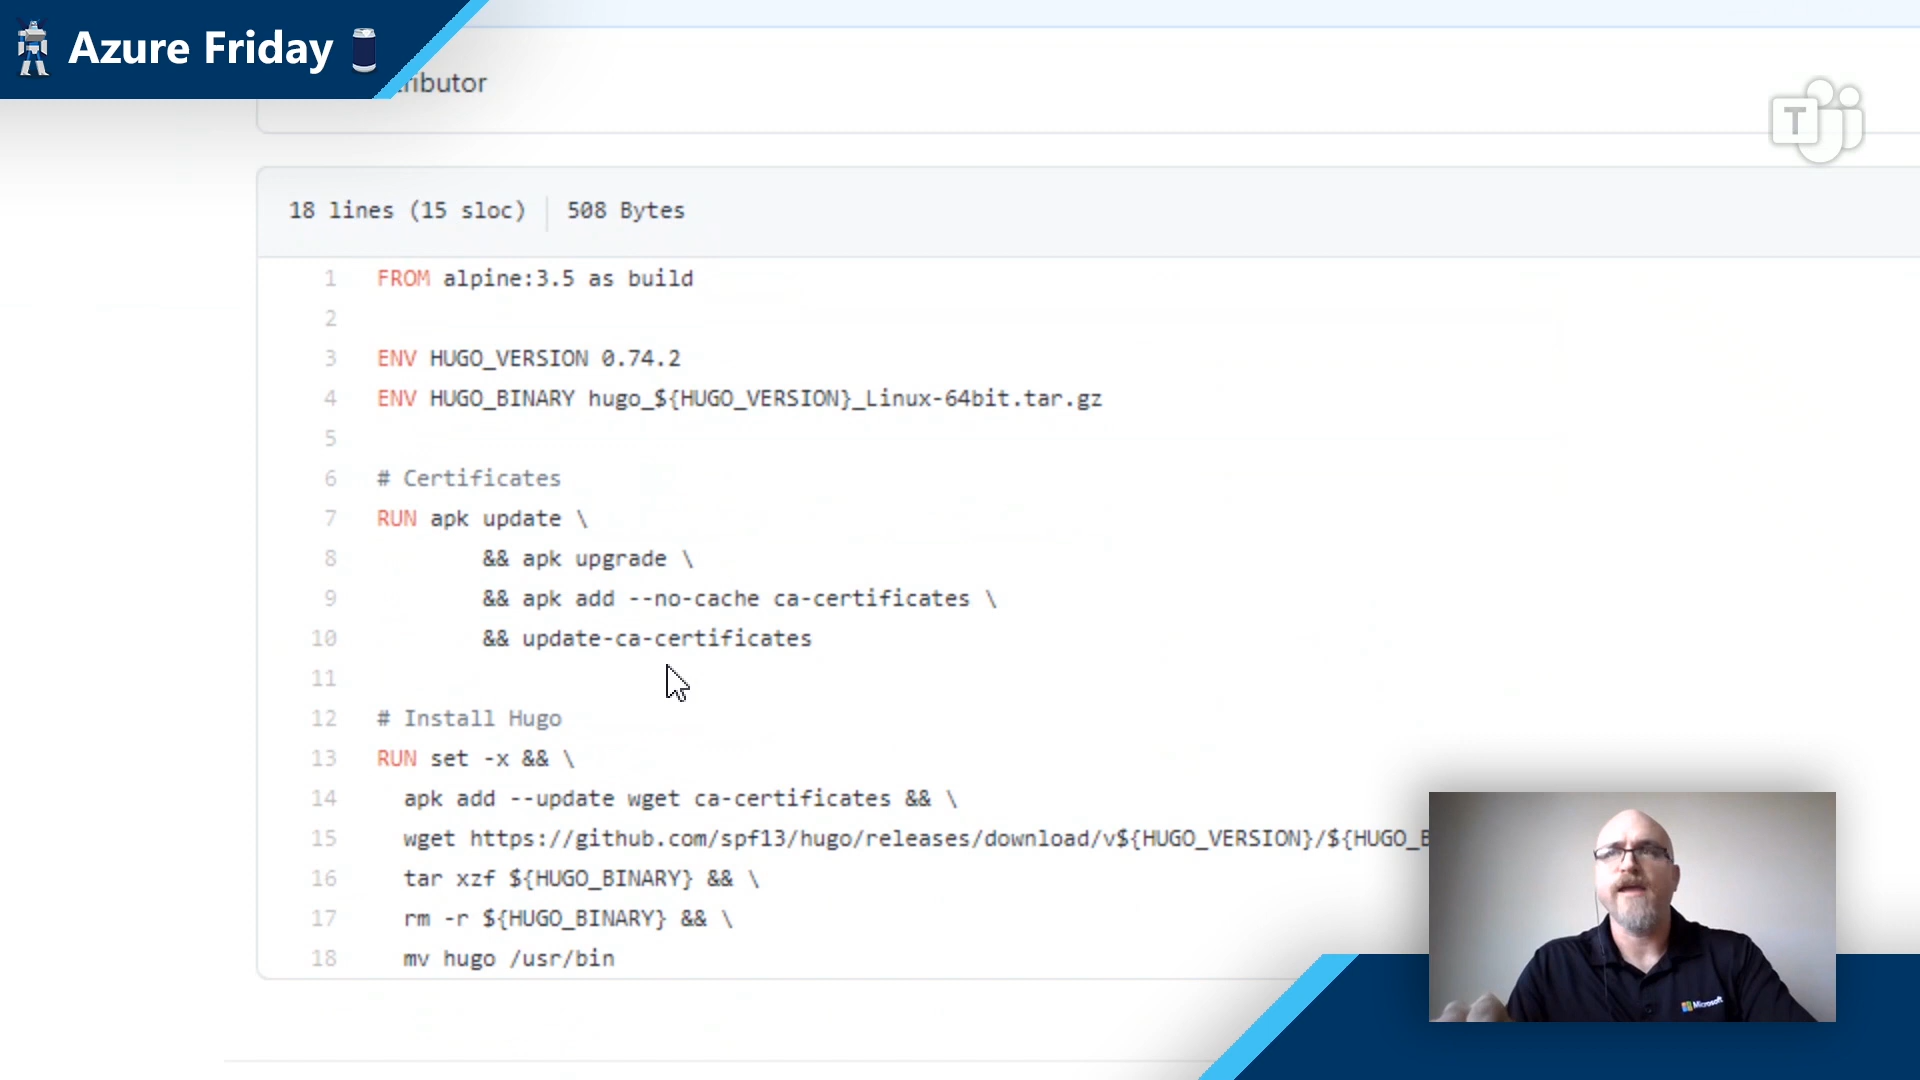 Azure Friday
ributor
T
18 lines (15 sloc) 508 Bytes
1 FROM alpine:3.5 as build
2
3 ENV HUGO_VERSION 0.74.2
4 ENV HUGO_BINARY hugo_${HUGO_VERSION}_Linux-64bit.tar.gz
5
6 # Certificates
7 RUN apk update \
8 && apk upgrade \
9 && apk add --no-cache ca-certificates \
10 && update-ca-certificates
11
12 # Install Hugo
13 RUN set -x && \
14 apk add --update wget ca-certificates && \
15 wget https://github.com/spf13/hugo/releases/download/v${HUGO_VERSION}/${HUGO_B
16 tar xzf ${HUGO_BINARY} && \
17 rm -r ${HUGO_BINARY} && \
18 mv hugo /usr/bin
Microsoft